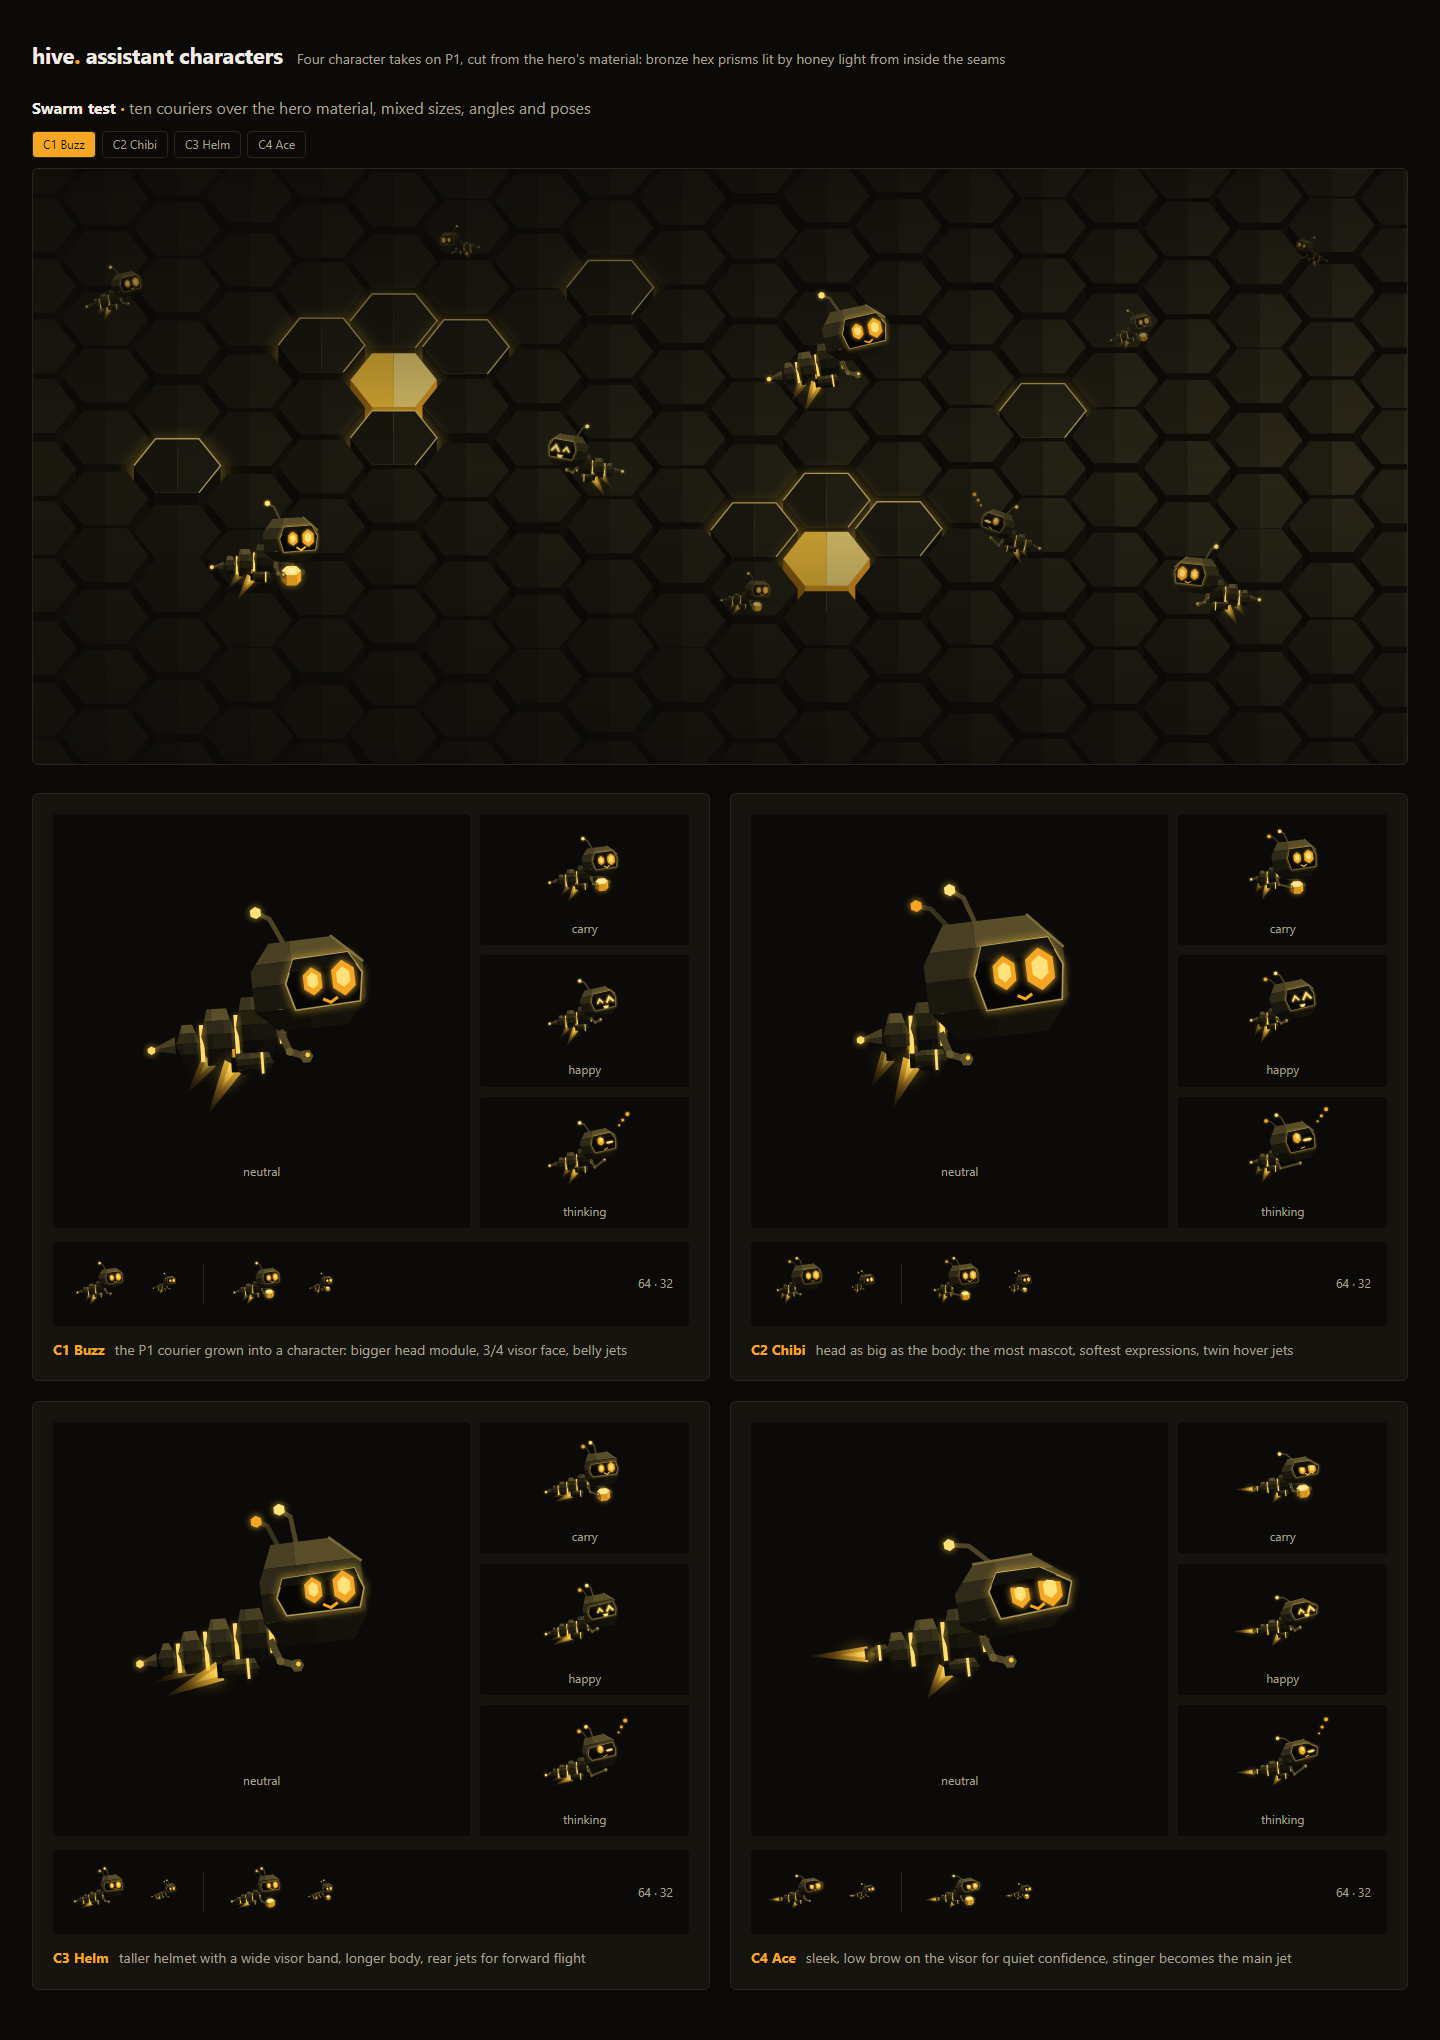 hive. assistant characters Four character takes on P1, cut from the hero's material: bronze hex prisms lit by honey light from inside the seams
Swarm test · ten couriers over the hero material, mixed sizes, angles and poses
C1 Buzz C2 Chibi C3 Helm C4 Ace
neutral
carry
happy
thinking
64 · 32
C1 Buzz the P1 courier grown into a character: bigger head module, 3/4 visor face, belly jets
neutral
carry
happy
thinking
64 · 32
C2 Chibi head as big as the body: the most mascot, softest expressions, twin hover jets
neutral
carry
happy
thinking
64 · 32
C3 Helm taller helmet with a wide visor band, longer body, rear jets for forward flight
neutral
carry
happy
thinking
64 · 32
C4 Ace sleek, low brow on the visor for quiet confidence, stinger becomes the main jet